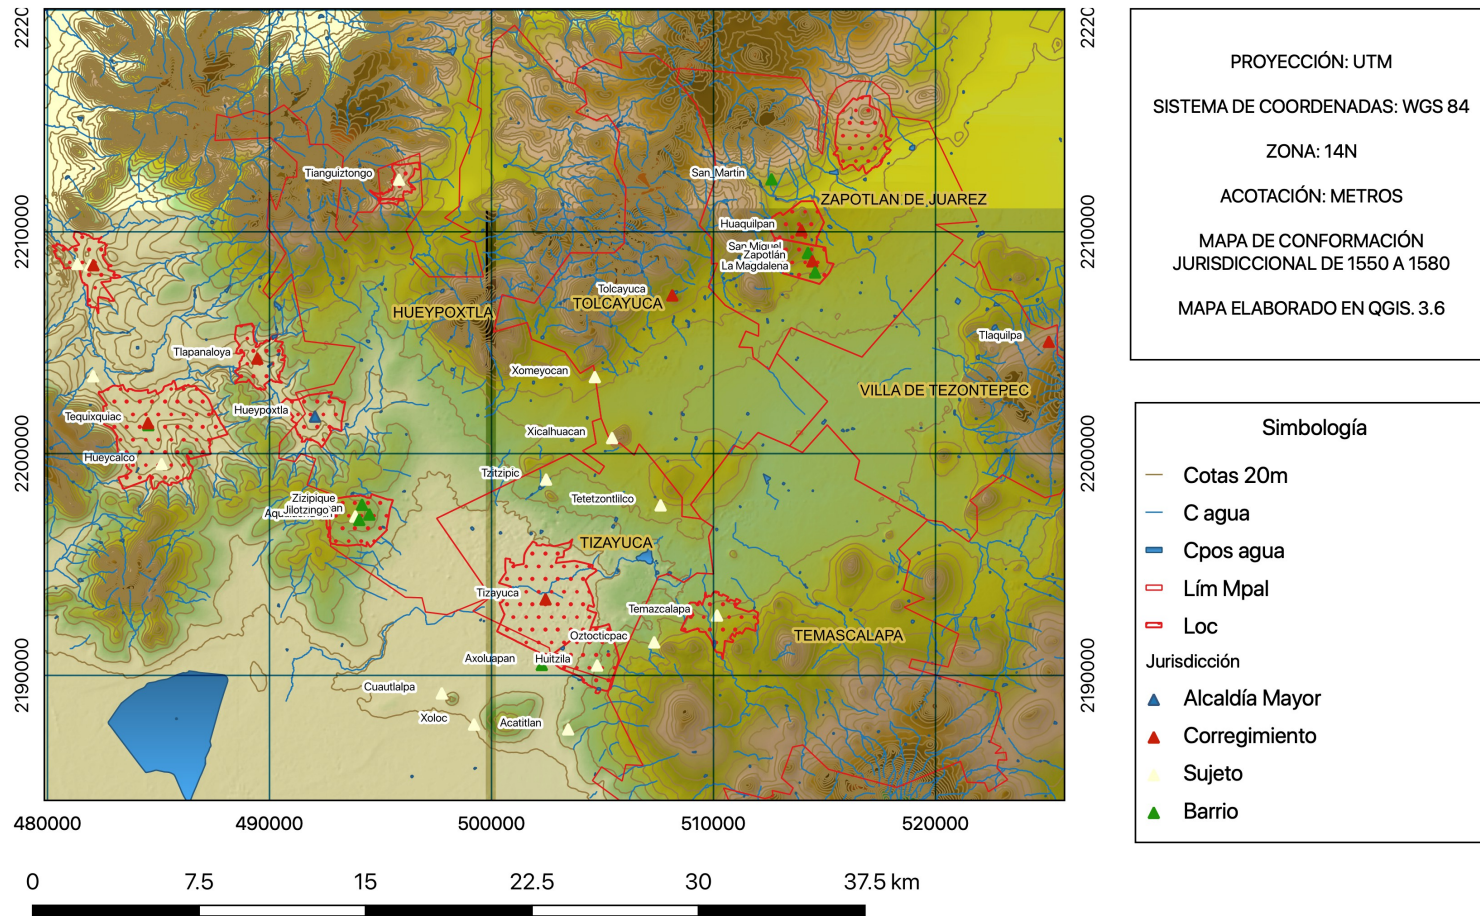 2220
2220
PROYECCIÓN: UTM
SISTEMA DE COORDENADAS: WGS 84
ZONA: 14N
ACOTACIÓN: METROS
MAPA DE CONFORMACIÓN
JURISDICCIONAL DE 1550 A 1580
MAPA ELABORADO EN QGIS. 3.6
Tianguiztongo
San_Martin
ZAPOTLAN DE JUAREZ
2210000
2210000
Huaquilpan
San_Miguel
Zapotlán
La Magdalena
Tolcayuca
TOLCAYUCA
HUEYPOXTLA
Tlaquilpa
Tlapanaloya
Xomeyocan
VILLA DE TEZONTEPEC
Hueypoxtla
Tequixquiac
Xicalhuacan
Hueycalco
2200000
2200000
Tzitzipic
Zizipique
Tetetzontlilco
Jilotzingo
TIZAYUCA
Tizayuca
Temazcalapa
Oztocticpac
TEMASCALAPA
Axoluapan
Huitzila
2190000
2190000
Cuautlalpa
Xoloc
Acatitlan
480000
490000
500000
510000
520000
Simbología
Cotas 20m
C agua
Cpos agua
Lím Mpal
Loc
Jurisdicción
Alcaldía Mayor
Corregimiento
Sujeto
Barrio
0
7.5
15
22.5
30
37.5 km